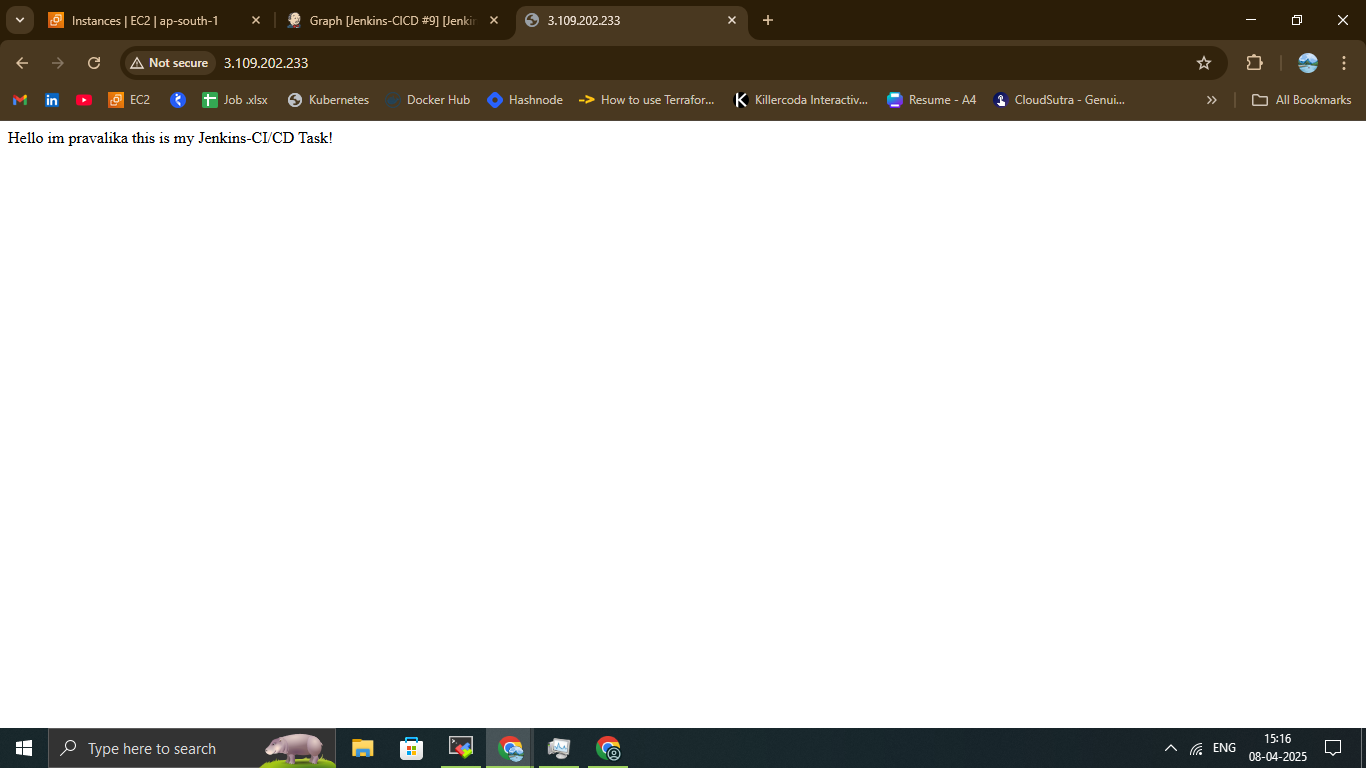 Instances | EC2 | ap-south-1
Graph [Jenkins-CICD #9] [Jenkin
3.109.202.233
Not secure
3.109.202.233
EC2
Job .xlsx
Kubernetes
Docker Hub
Hashnode
How to use Terrafor...
Killercoda Interactiv...
Resume - A4
CloudSutra - Genui...
All Bookmarks
Hello im pravalika this is my Jenkins-CI/CD Task!
Type here to search
ENG
15:16
08-04-2025